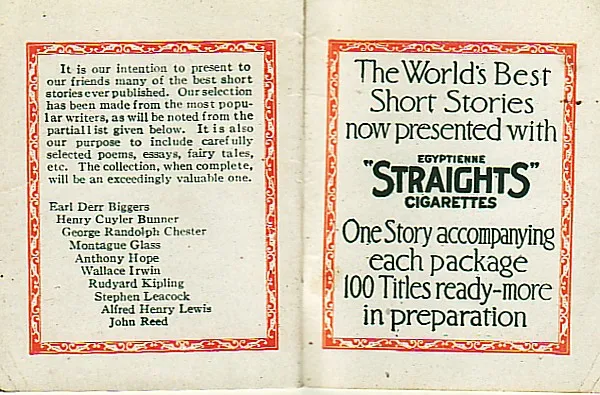 It is our intention to present to
our friends many of the best short
stories ever published. Our selection
has been made from the most popu-
lar writers, as will be noted from the
partial list given below. It is also
our purpose to include carefully
selected poems, essays, fairy tales,
etc. The collection, when complete,
will be an exceedingly valuable one.
Earl Derr Biggers
Henry Cuyler Bunner
George Randolph Chester
Montague Glass
Anthony Hope
Wallace Irwin
Rudyard Kipling
Stephen Leacock
Alfred Henry Lewis
John Reed
The World's Best
Short Stories
now presented with
EGYPTIENNE
"STRAIGHTS"
CIGARETTES
One Story accompanying
each package
100 Titles ready-more
in preparation